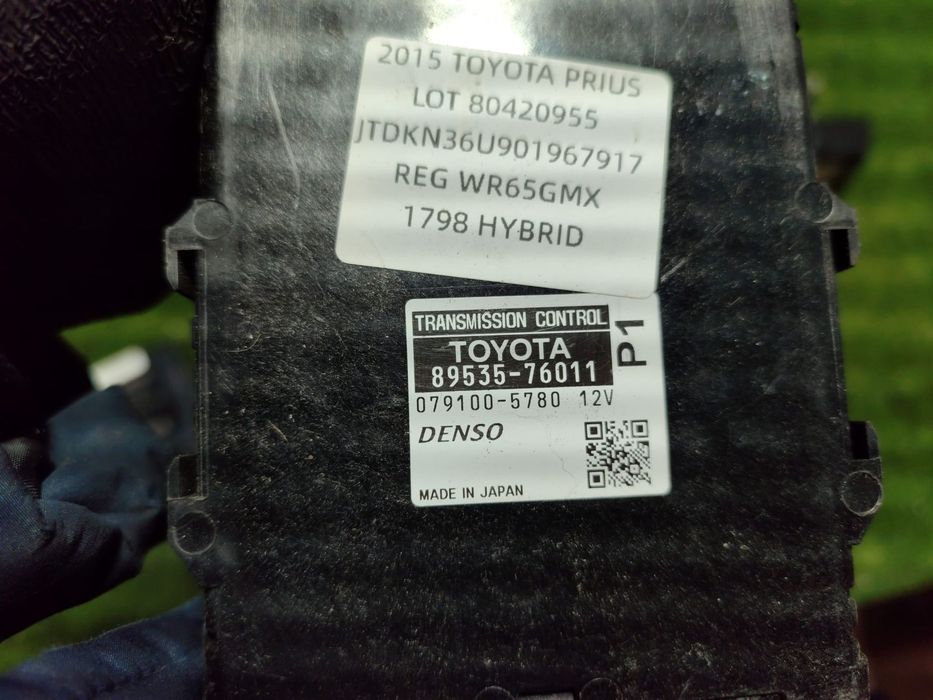 2015 TOYOTA PRIUS
LOT 80420955
JTDKN36U901967917
REG WR65GMX
1798 HYBRID
TRANSMISSION CONTROL
TOYOTA
89535-76011
P1
079100-5780 12V
DENSO
MADE IN JAPAN